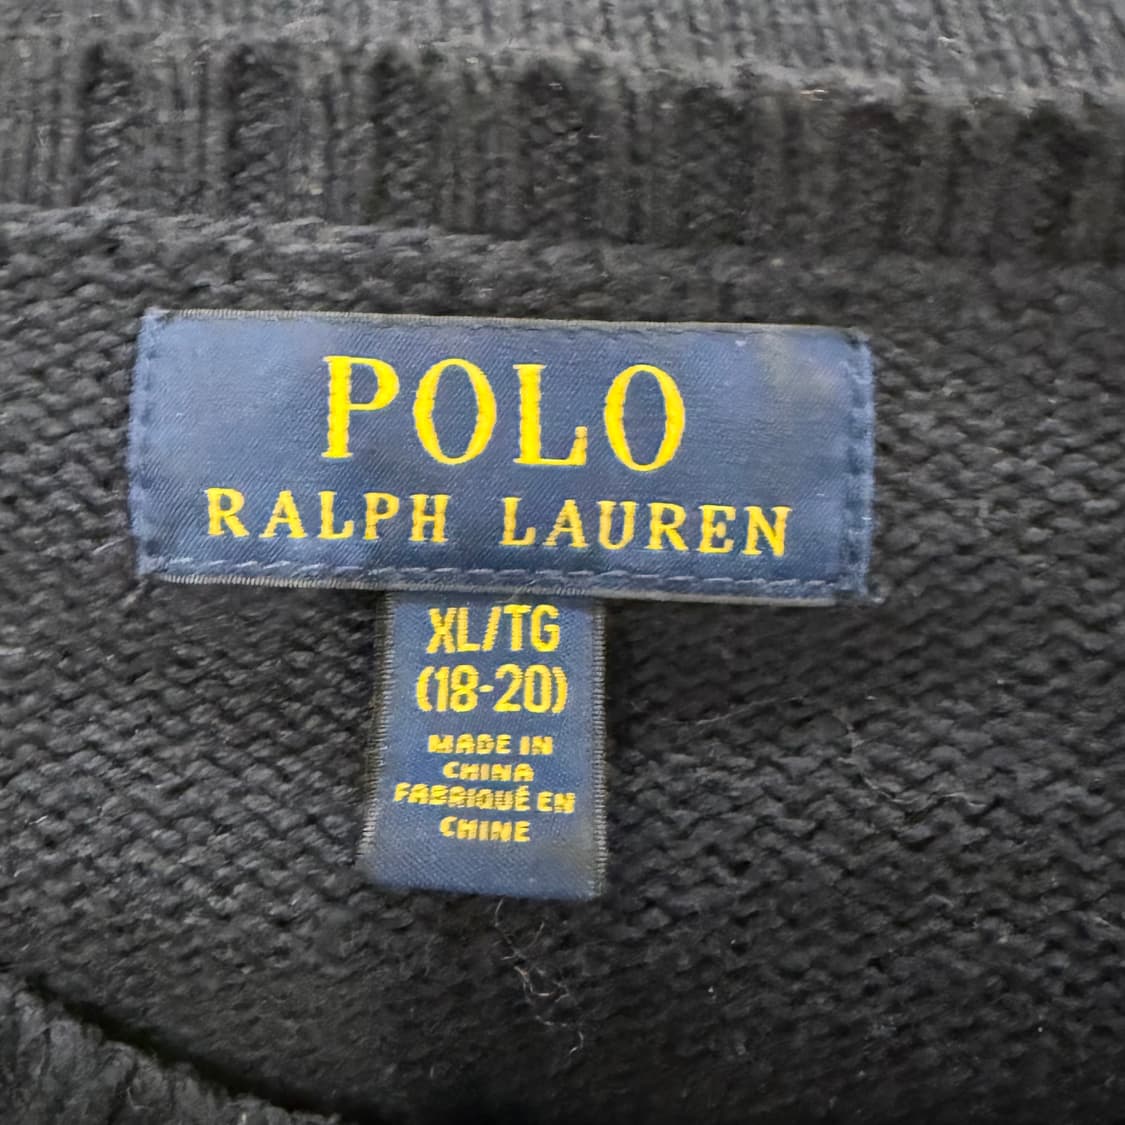 POLO
RALPH LAUREN
XL/TG
(18-20)
MADE IN
CHINA
FABRIQUÉ EN
CHINE